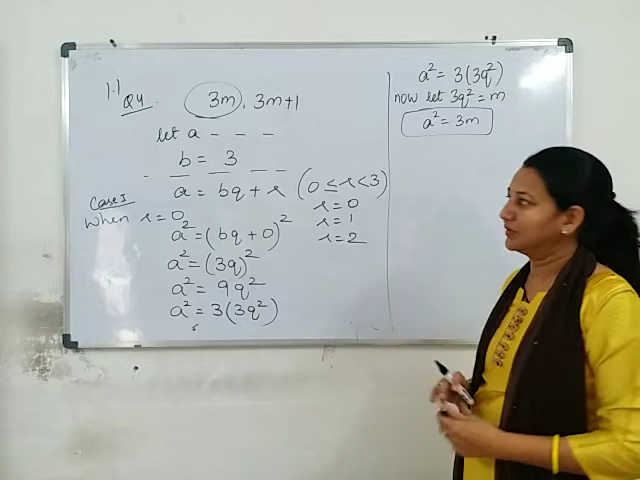 1.1
Q4. 3m, 3m+1
let a - - -
b = 3
a = bq + r (0 ≤ r < 3)
r = 0
r = 1
r = 2
Case I
When r = 0
a² = (bq + 0)²
a² = (3q)²
a² = 9q²
a² = 3(3q²)
a² = 3(3q²)
now let 3q² = m
a² = 3m